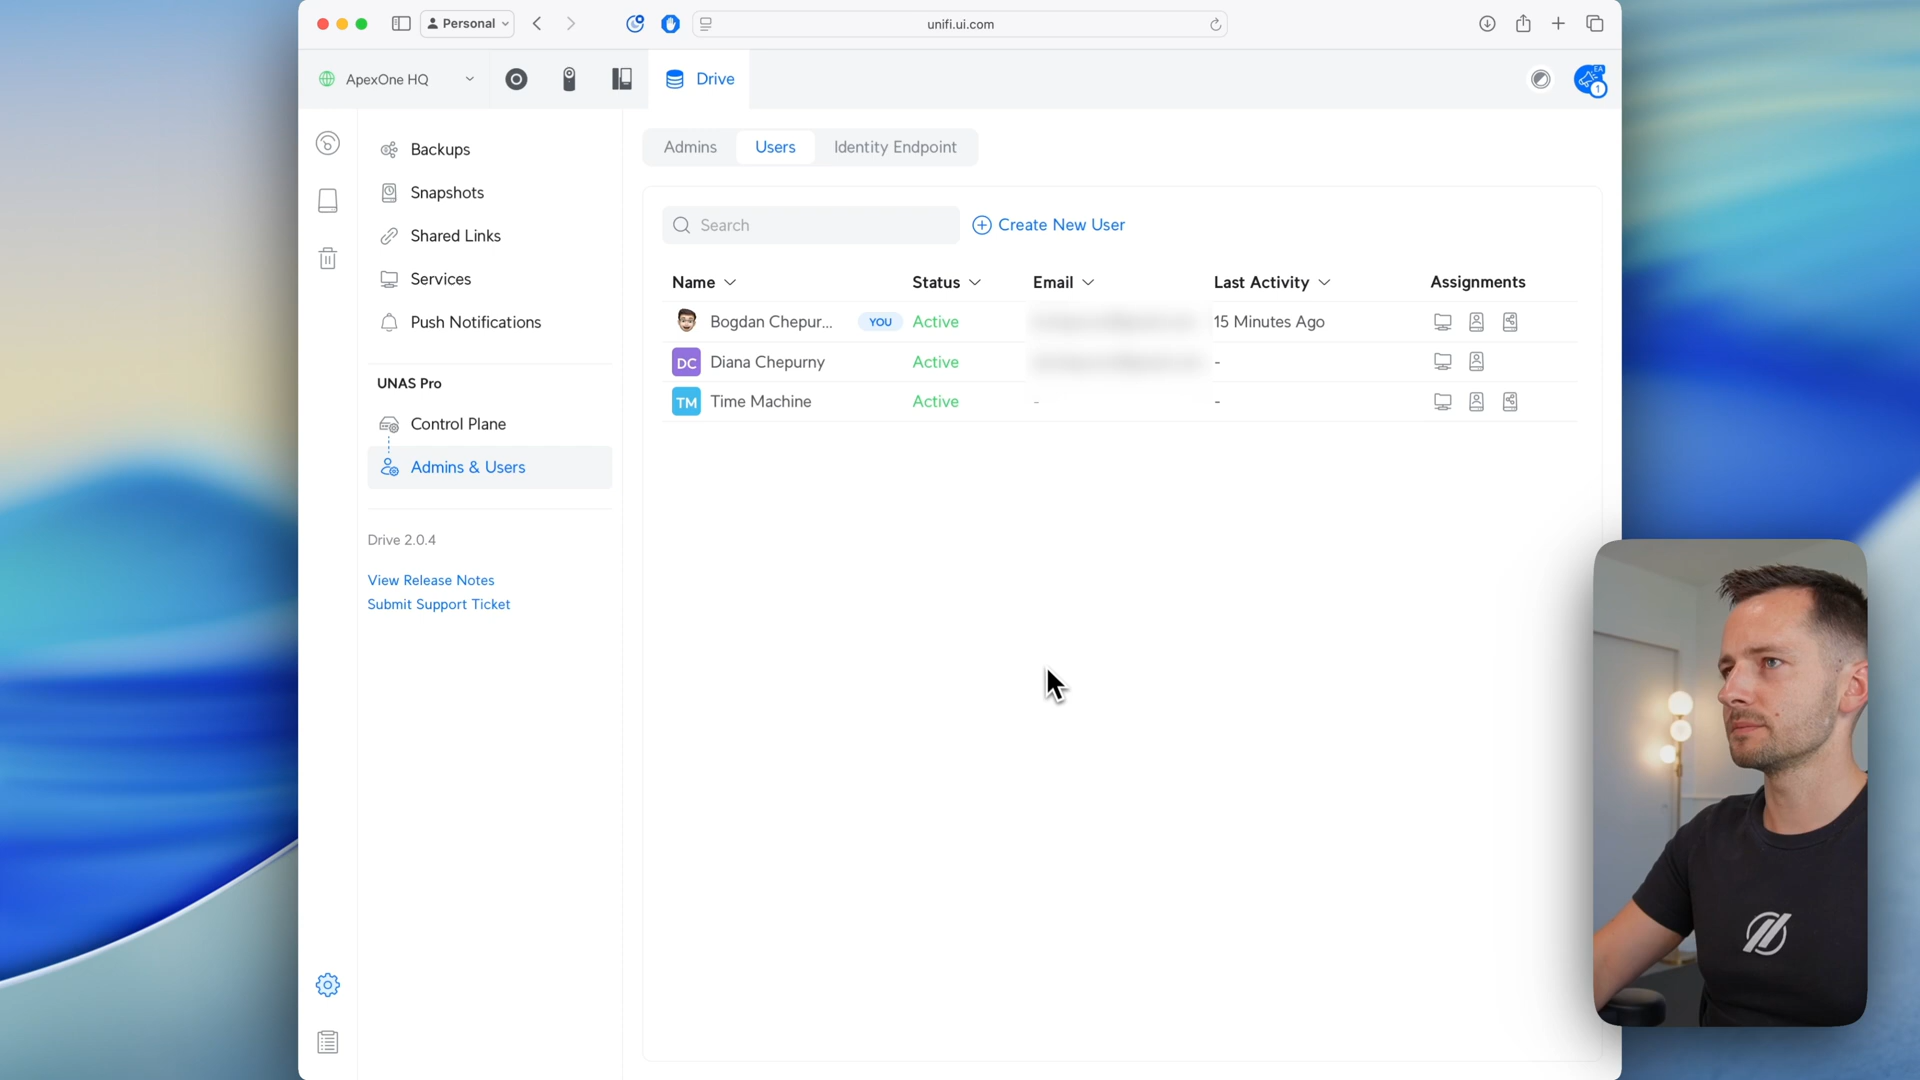 Personal
unifi.ui.com
ApexOne HQ
Drive
EA
1
Backups
Snapshots
Shared Links
Services
Push Notifications
UNAS Pro
Control Plane
Admins & Users
Drive 2.0.4
View Release Notes
Submit Support Ticket
Admins Users Identity Endpoint
Search
Create New User
Name Status Email Last Activity Assignments
Bogdan Chepur... YOU Active 15 Minutes Ago
DC Diana Chepurny Active -
TM Time Machine Active - -